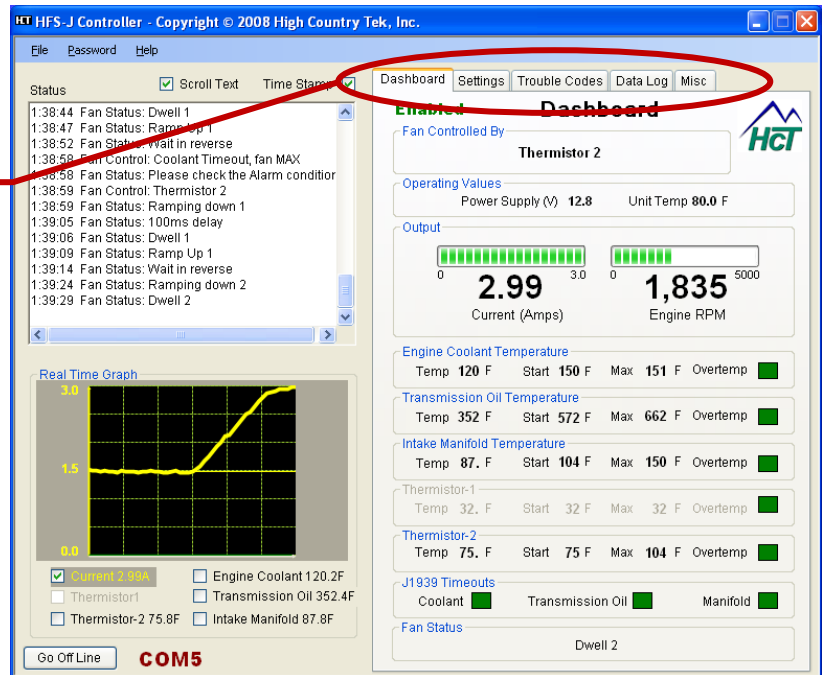 HCT HFS-J Controller - Copyright © 2008 High Country Tek, Inc.
File Password Help
Status Scroll Text Time Stamp
1:38:44 Fan Status: Dwell 1
1:38:47 Fan Status: Ramp Up 1
1:38:52 Fan Status: Wait in reverse
1:38:58 Fan Control: Coolant Timeout, fan MAX
1:38:58 Fan Status: Please check the Alarm condition
1:38:59 Fan Control: Thermistor 2
1:38:59 Fan Status: Ramping down 1
1:39:05 Fan Status: 100ms delay
1:39:06 Fan Status: Dwell 1
1:39:09 Fan Status: Ramp Up 1
1:39:14 Fan Status: Wait in reverse
1:39:24 Fan Status: Ramping down 2
1:39:29 Fan Status: Dwell 2
Real Time Graph
3.0
1.5
0.0
Current 2.99A Engine Coolant 120.2F
Thermistor1 Transmission Oil 352.4F
Thermistor-2 75.8F Intake Manifold 87.8F
Go Off Line COM5
Dashboard Settings Trouble Codes Data Log Misc
Enabled Dashboard
HCT
Fan Controlled By
Thermistor 2
Operating Values
Power Supply (V) 12.8 Unit Temp 80.0 F
Output
0 2.99 3.0 0 1,835 5000
Current (Amps) Engine RPM
Engine Coolant Temperature
Temp 120 F Start 150 F Max 151 F Overtemp
Transmission Oil Temperature
Temp 352 F Start 572 F Max 662 F Overtemp
Intake Manifold Temperature
Temp 87. F Start 104 F Max 150 F Overtemp
Thermistor-1
Temp 32. F Start 32 F Max 32 F Overtemp
Thermistor-2
Temp 75. F Start 75 F Max 104 F Overtemp
J1939 Timeouts
Coolant Transmission Oil Manifold
Fan Status
Dwell 2